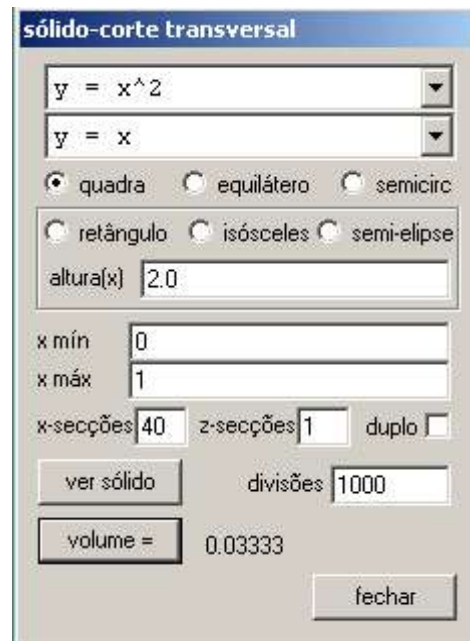 sólido-corte transversal
y = x^2
y = x
quadra equilátero semicirc
retângulo isósceles semi-elipse
altura(x) 2.0
x mín 0
x máx 1
x-secções 40 z-secções 1 duplo
ver sólido divisões 1000
volume = 0.03333
fechar